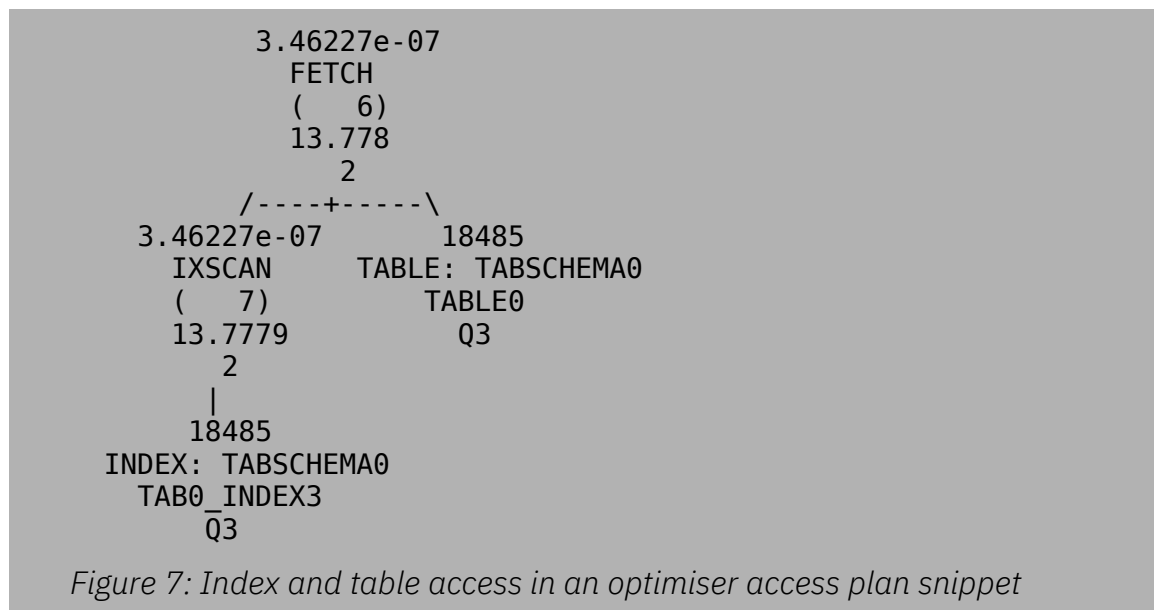 3.46227e-07
FETCH
( 6)
13.778
2
/----+-----\
3.46227e-07 18485
IXSCAN TABLE: TABSCHEMA0
( 7) TABLE0
13.7779 Q3
2
|
18485
INDEX: TABSCHEMA0
TAB0_INDEX3
Q3
Figure 7: Index and table access in an optimiser access plan snippet